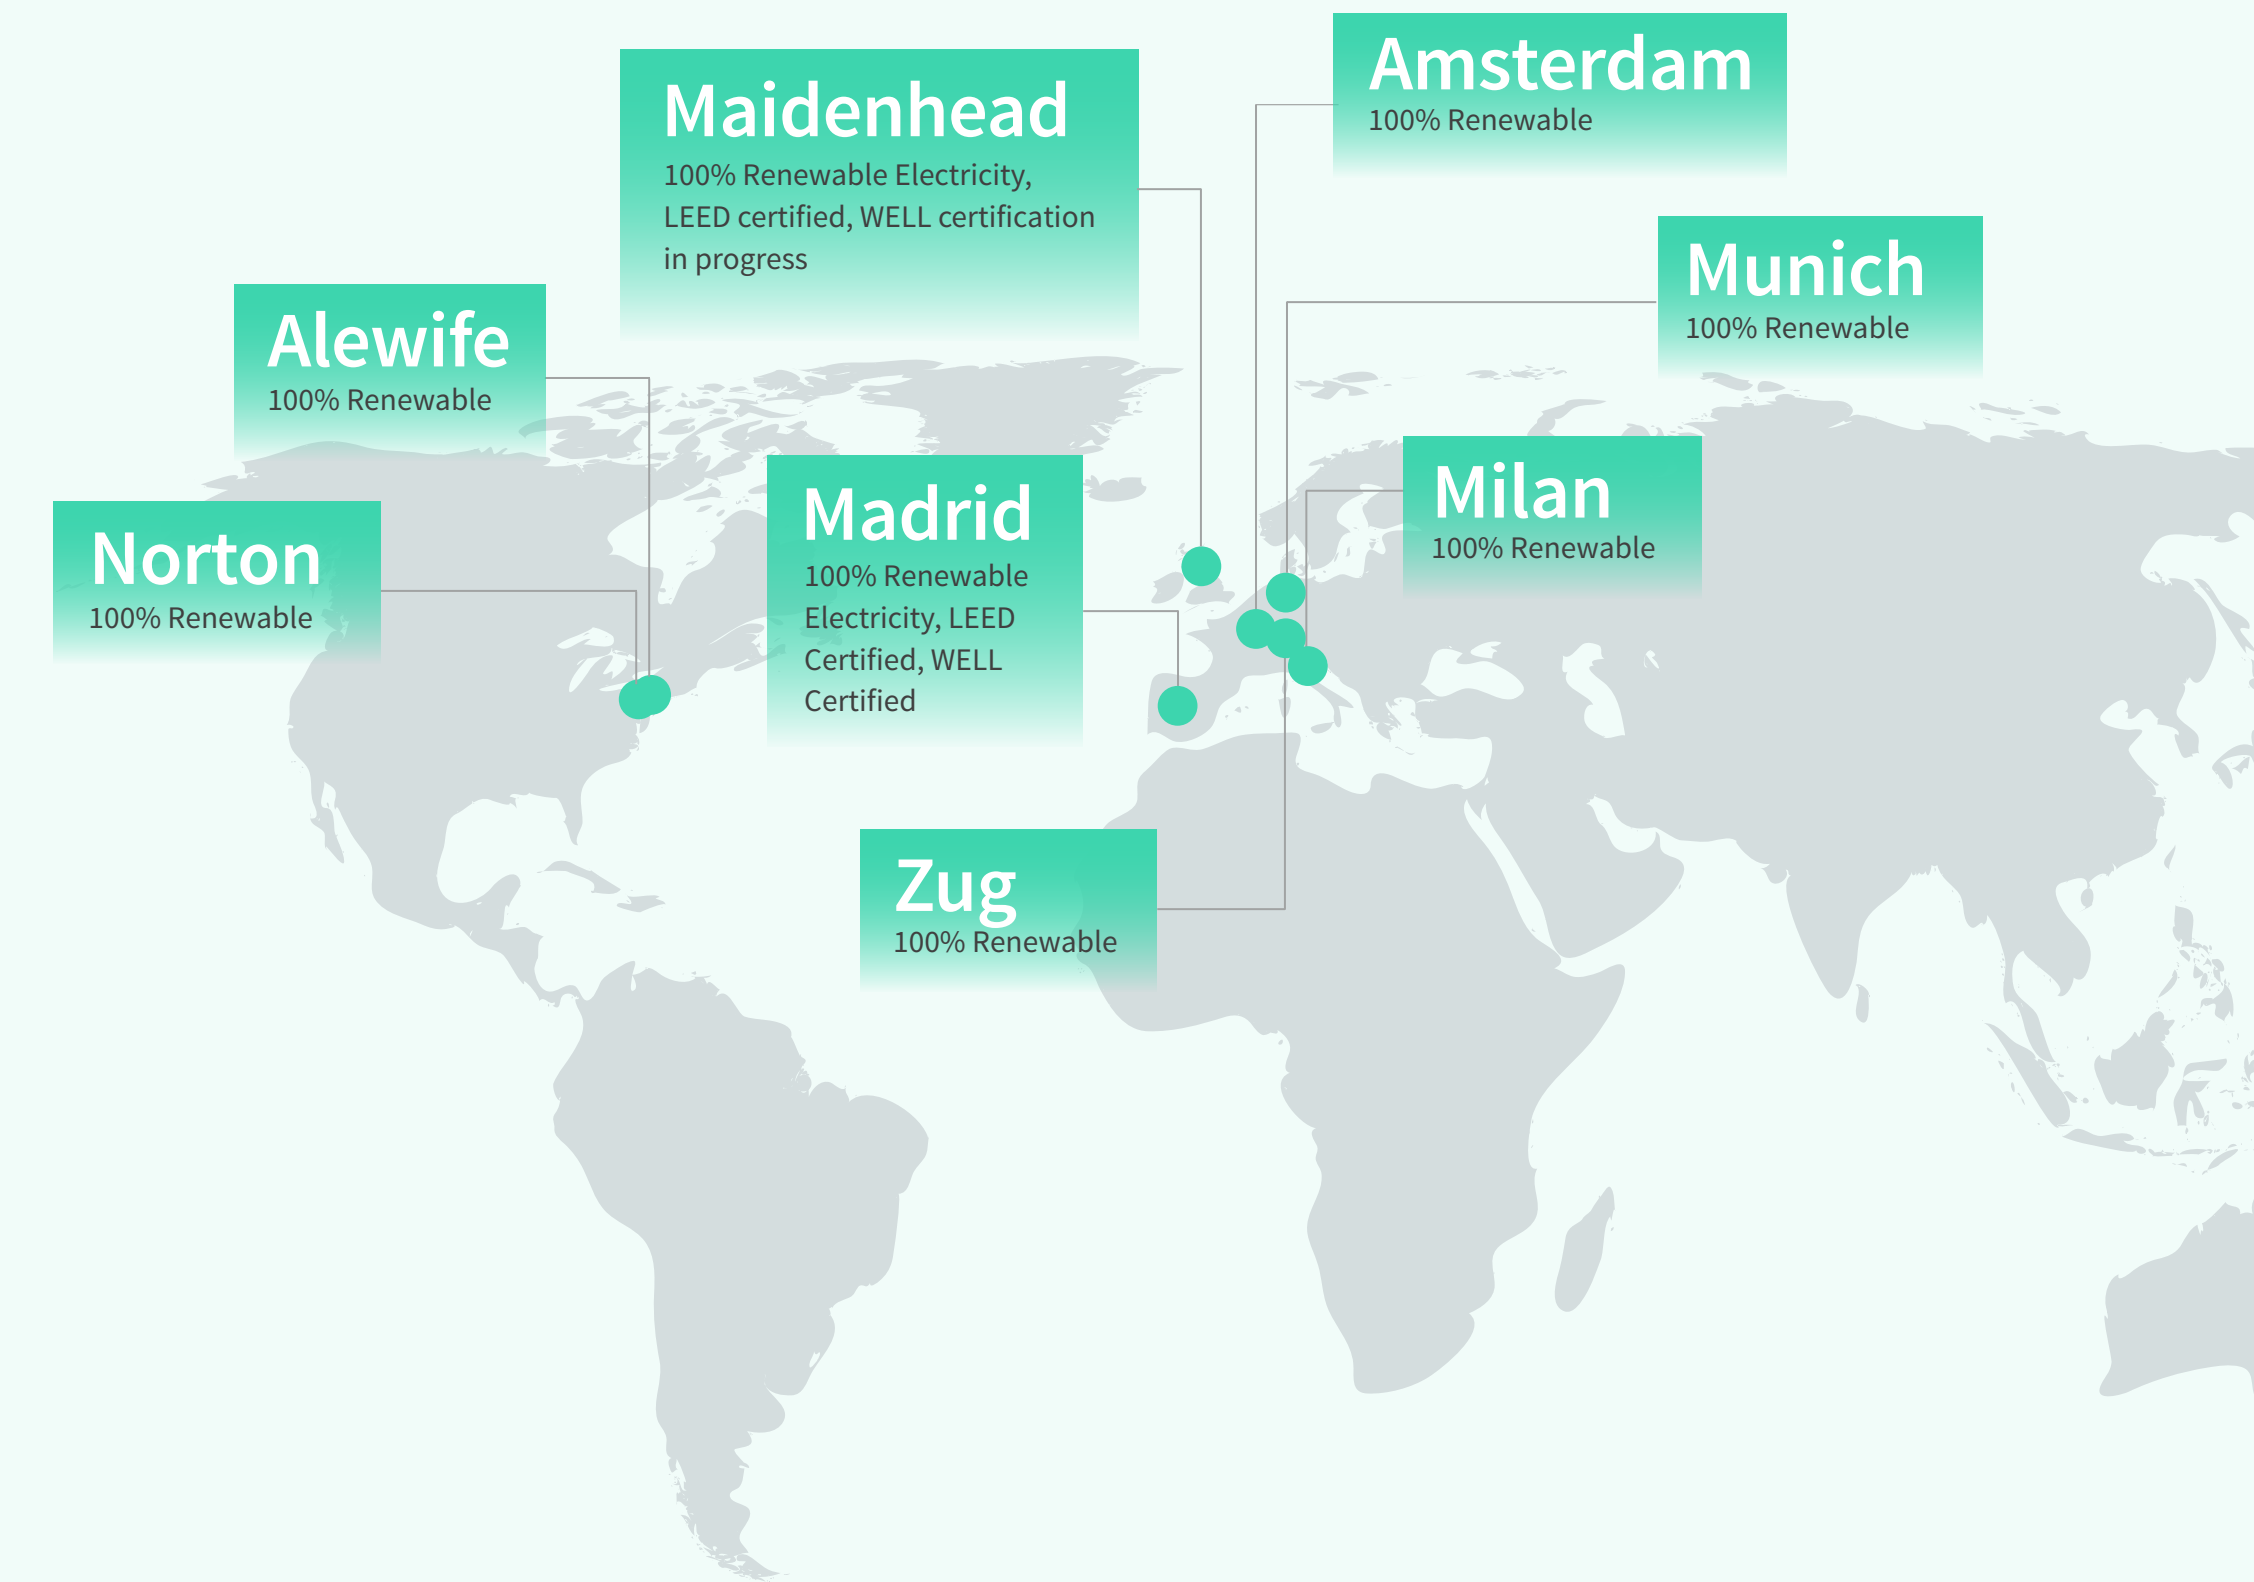 Amsterdam
100% Renewable
Maidenhead
100% Renewable Electricity,
LEED certified, WELL certification
in progress
Munich
100% Renewable
Alewife
100% Renewable
Milan
100% Renewable
Madrid
100% Renewable
Electricity, LEED
Certified, WELL
Certified
Norton
100% Renewable
Zug
100% Renewable